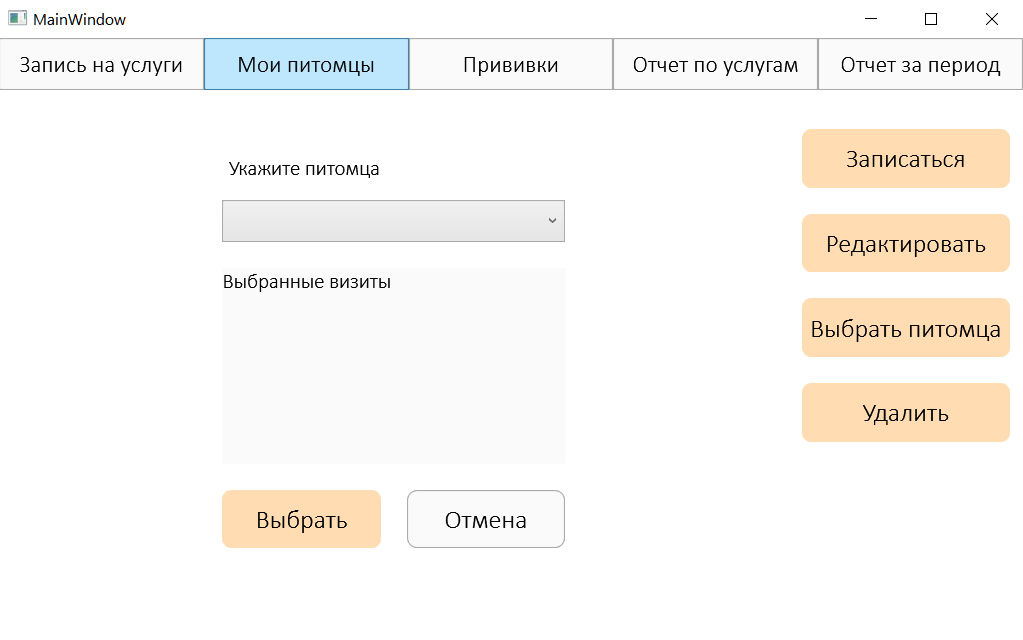 MainWindow
Запись на услуги
Мои питомцы
Прививки
Отчет по услугам
Отчет за период
Укажите питомца
Выбранные визиты
Выбрать
Отмена
Записаться
Редактировать
Выбрать питомца
Удалить